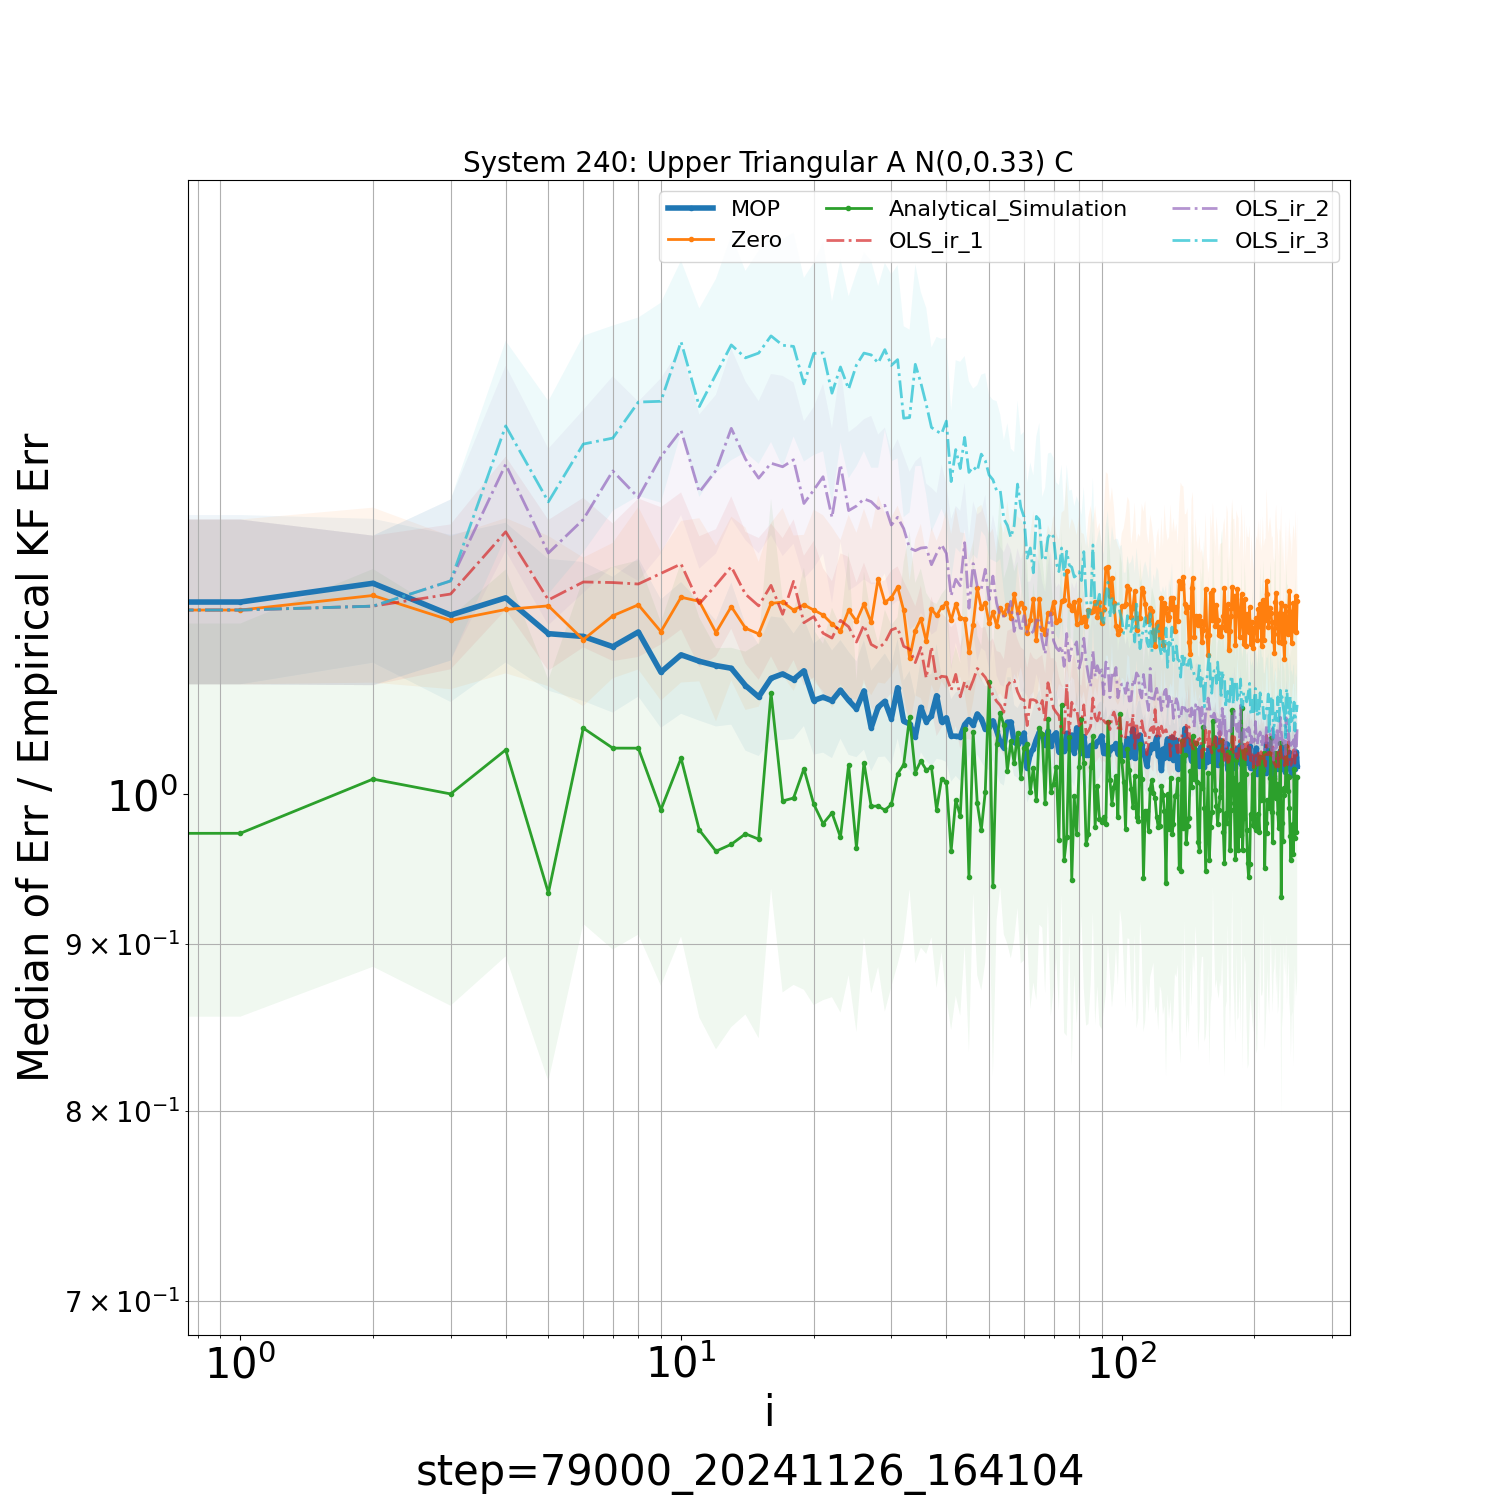 System 240: Upper Triangular A N(0,0.33) C
MOP
Zero
Analytical_Simulation
OLS_ir_1
OLS_ir_2
OLS_ir_3
Median of Err / Empirical KF Err
10⁰
9 × 10⁻¹
8 × 10⁻¹
7 × 10⁻¹
10⁰ 10¹ 10²
i
step=79000_20241126_164104